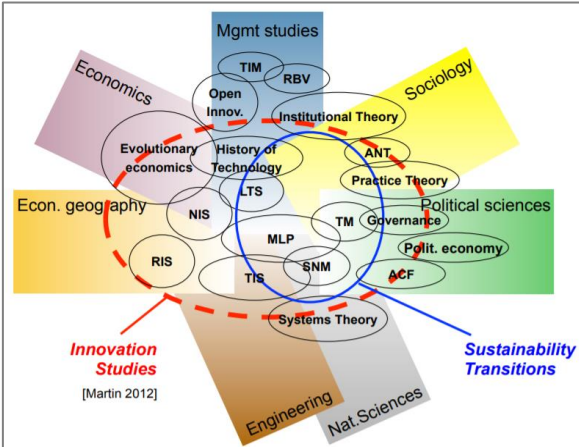 Mgmt studies
TIM
RBV
Economics
Open
Innov.
Sociology
Institutional Theory
Evolutionary
economics
History of
Technology
ANT.
Practice Theory
LTS
Econ. geography
NIS
TM
Governance
Political sciences
MLP
Polit. economy
RIS
TIS
SNM
ACF
Systems Theory
Innovation
Studies
[Martin 2012]
Sustainability
Transitions
Engineering
Nat.Sciences